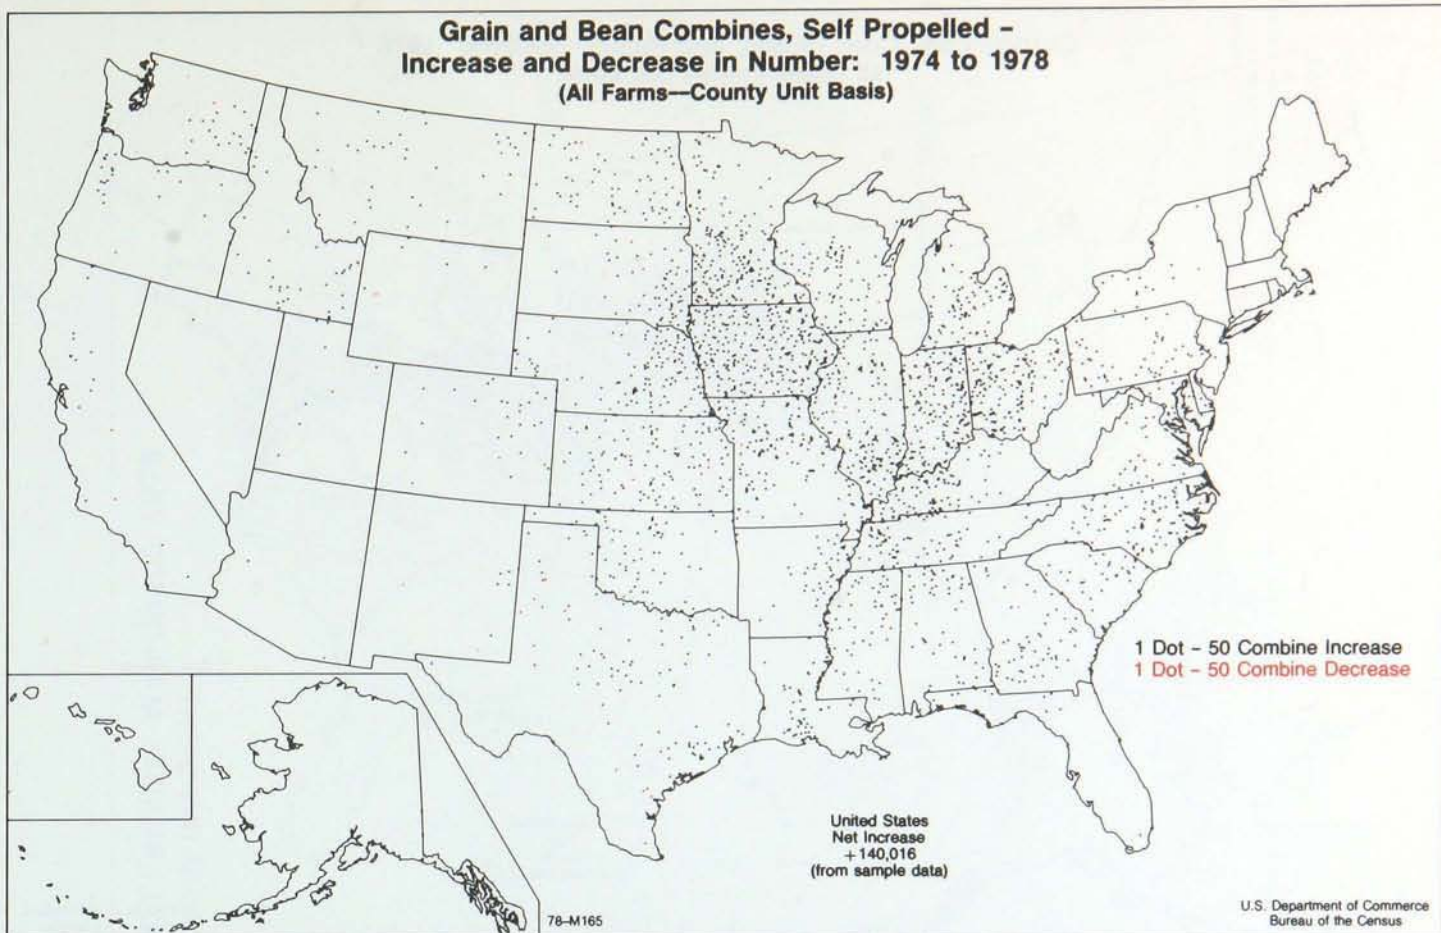 Grain and Bean Combines, Self Propelled –
Increase and Decrease in Number: 1974 to 1978
(All Farms—County Unit Basis)
1 Dot – 50 Combine Increase
1 Dot – 50 Combine Decrease
United States
Net Increase
+140,016
(from sample data)
78–M165
U.S. Department of Commerce
Bureau of the Census